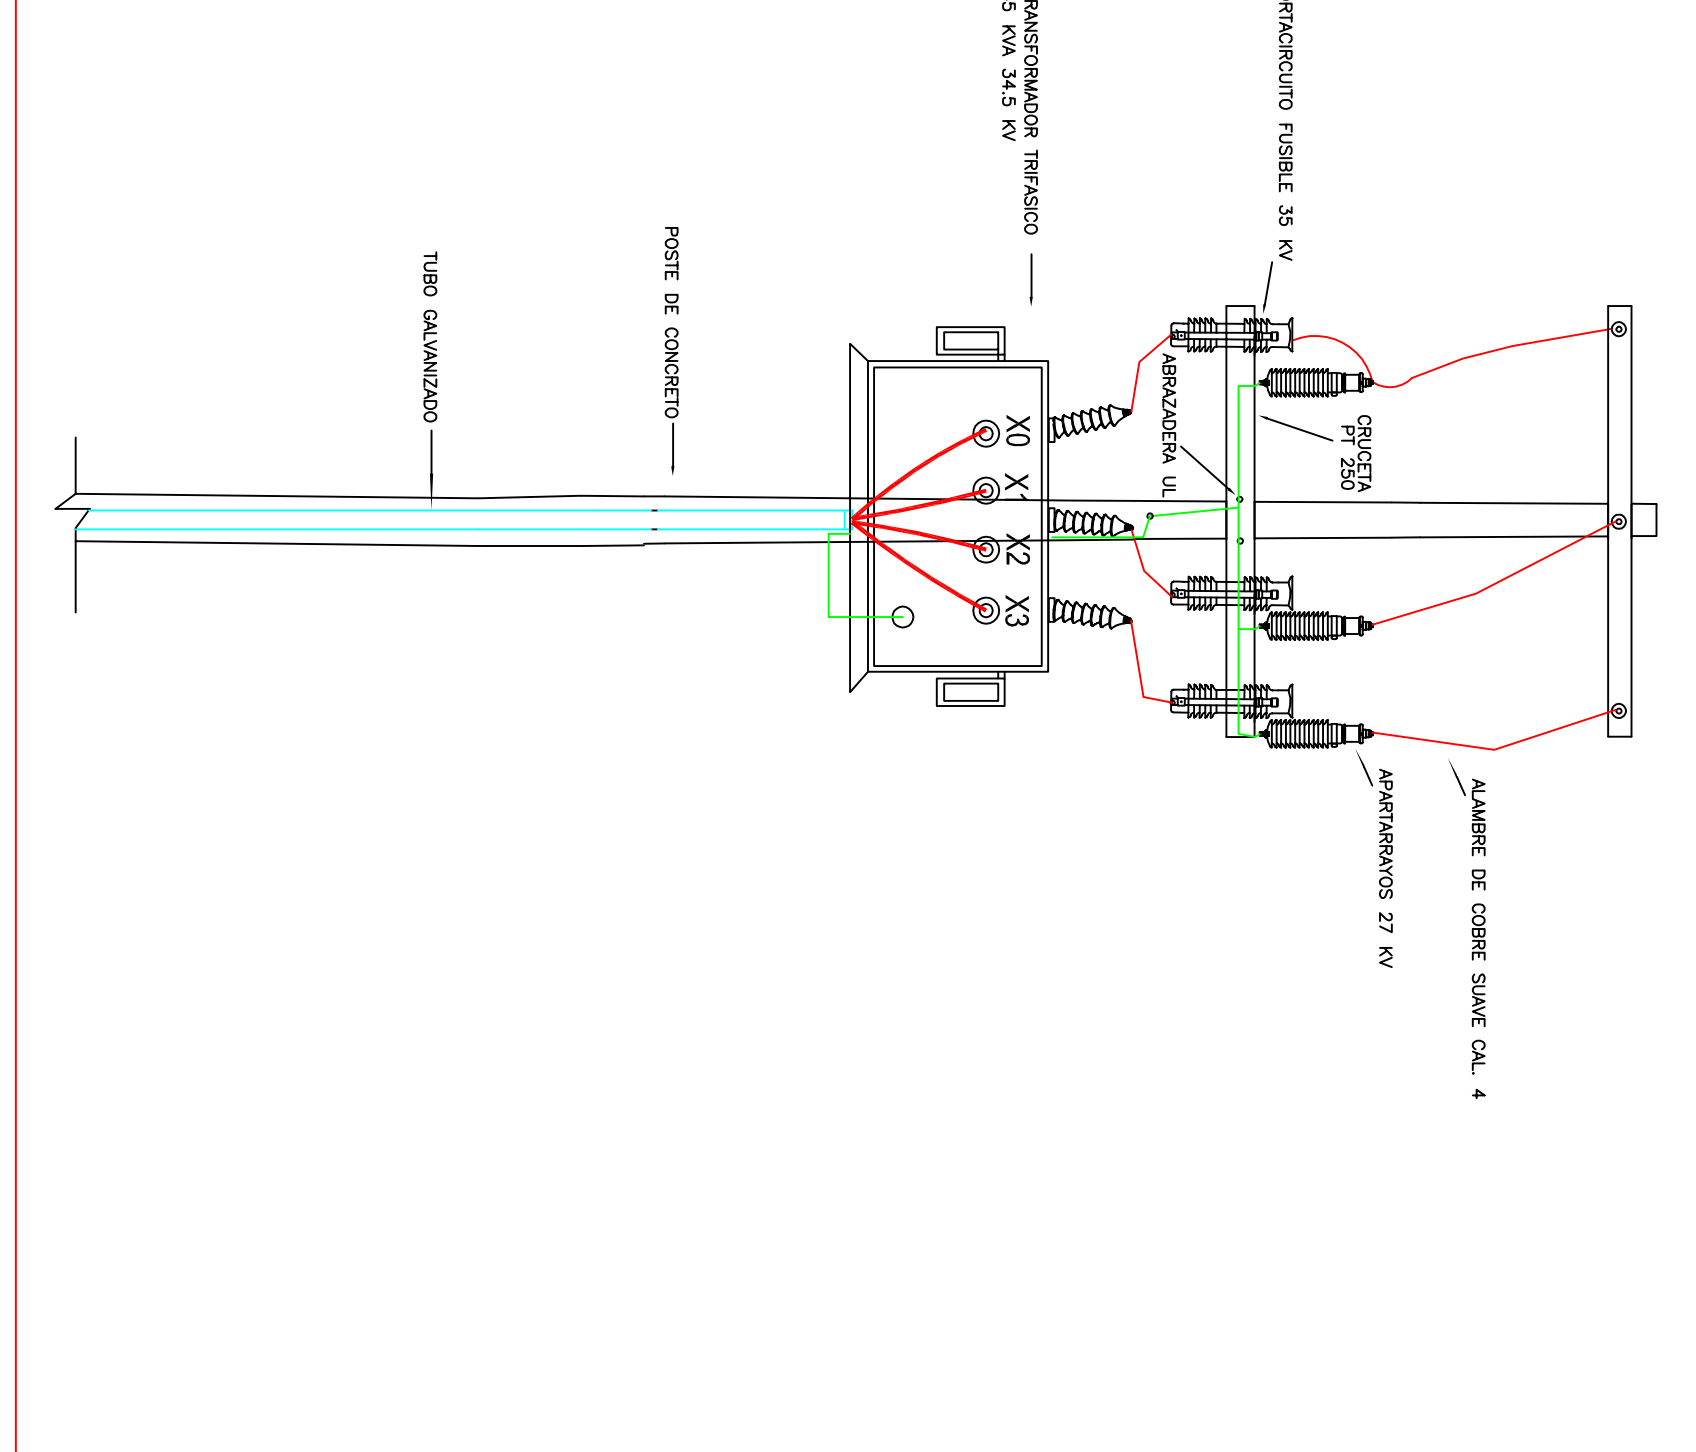 RTACIRCUITO FUSIBLE 35 KV
RANSFORMADOR TRIFASICO
5 KVA 34.5 KV
POSTE DE CONCRETO
TUBO GALVANIZADO
ABRAZADERA UL
CRUCETA
PT 250
X0
X1
X2
X3
ALAMBRE DE COBRE SUAVE CAL. 4
APARTARRAYOS 27 KV